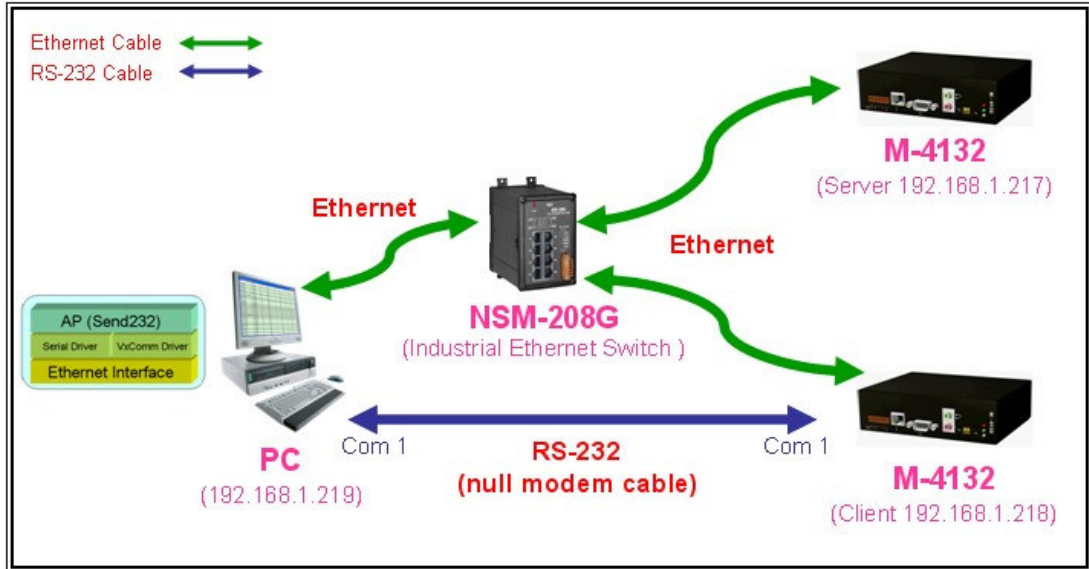 Ethernet Cable
RS-232 Cable
M-4132
(Server 192.168.1.217)
Ethernet
Ethernet
NSM-208G
(Industrial Ethernet Switch )
AP (Send232)
Serial Driver VxComm Driver
Ethernet Interface
Com 1
Com 1
RS-232
(null modem cable)
PC
(192.168.1.219)
M-4132
(Client 192.168.1.218)